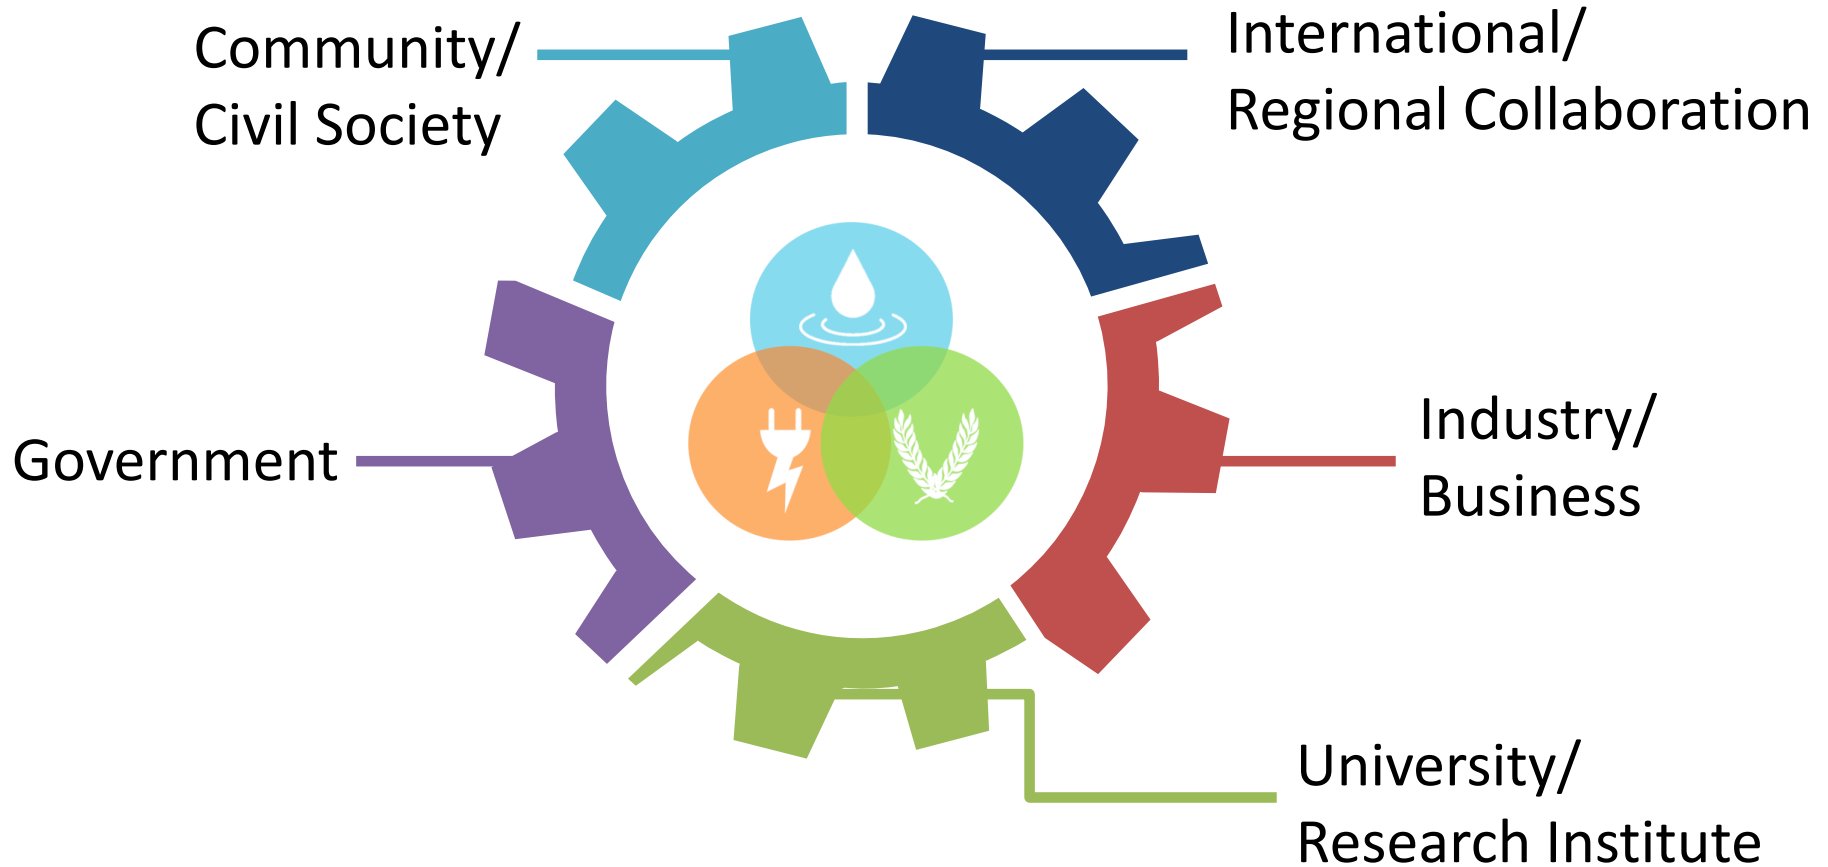 Community/
Civil Society
International/
Regional Collaboration
Government
Industry/
Business
University/
Research Institute